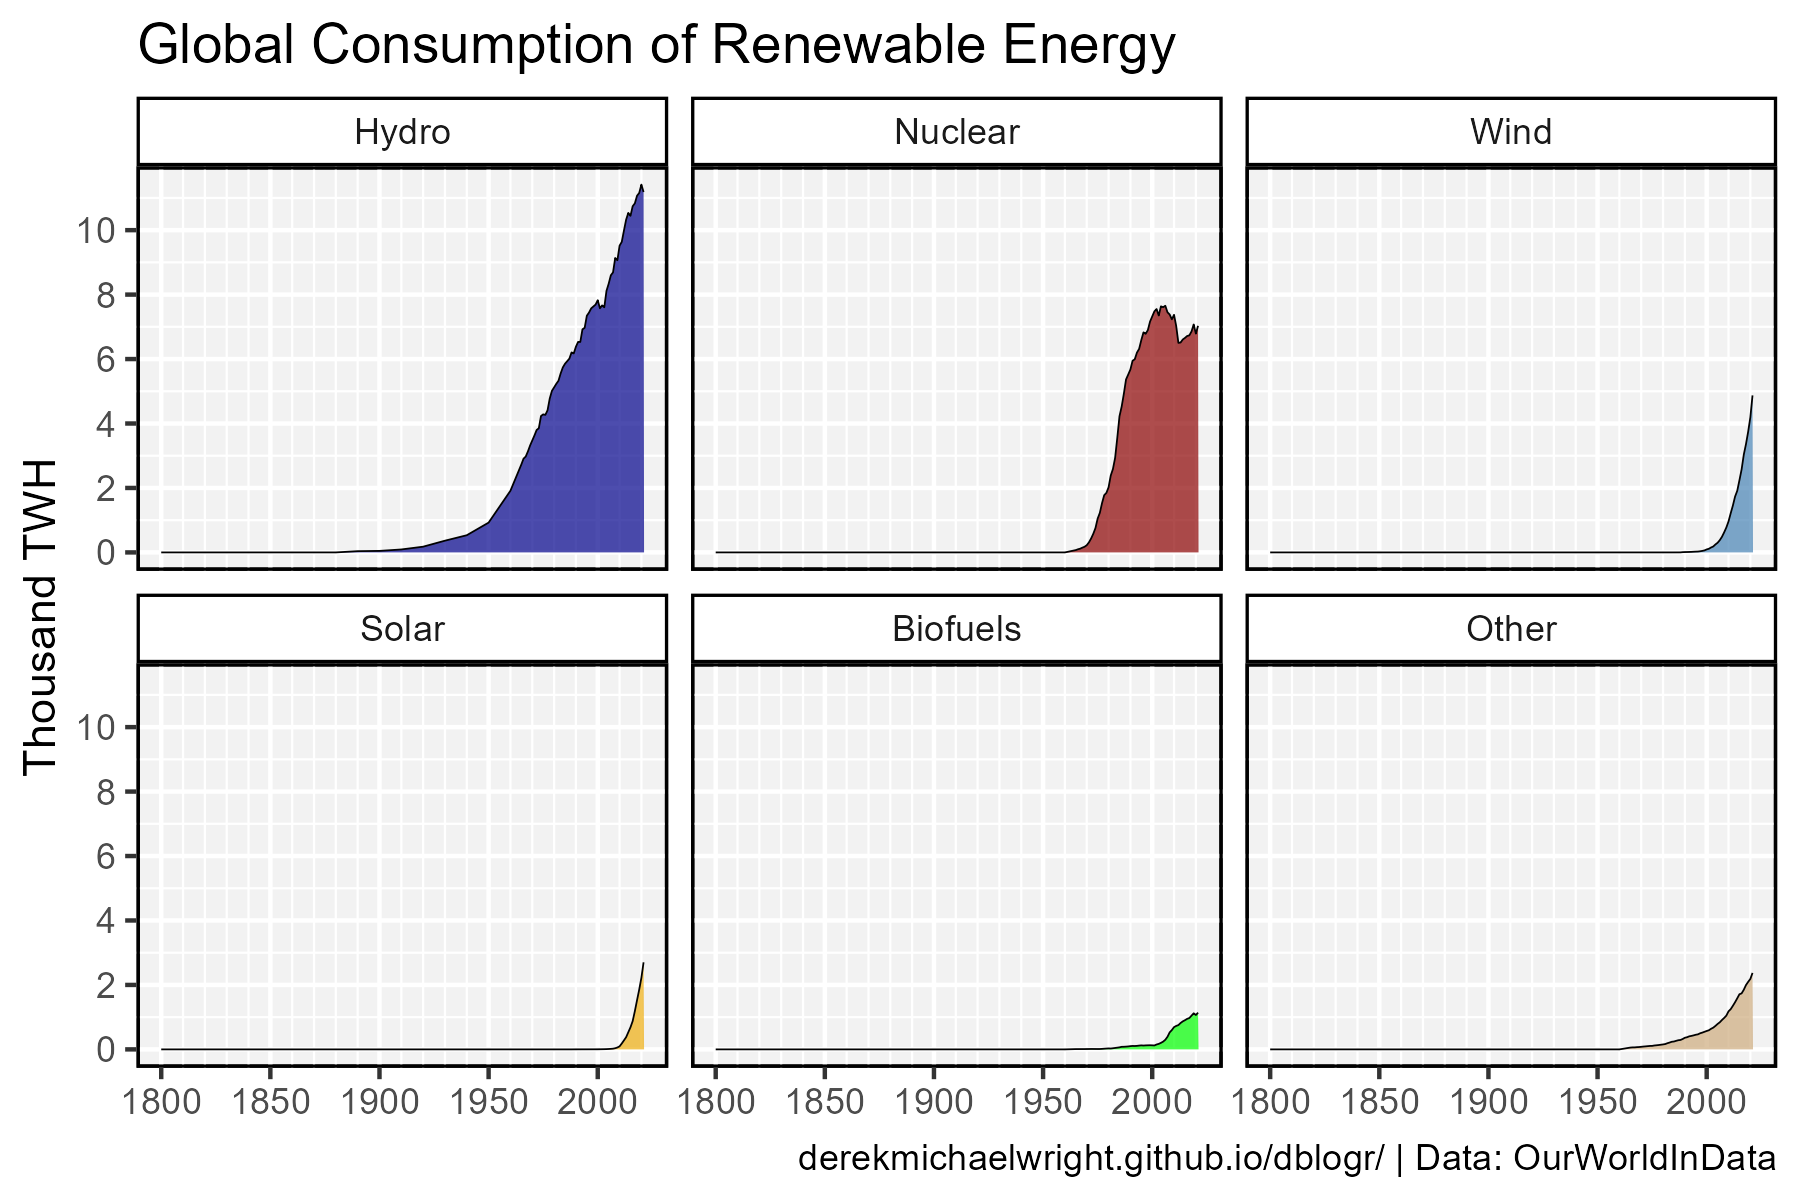 Global Consumption of Renewable Energy
Hydro
Nuclear
Wind
10
8
6
4
2
0
Thousand TWH
Solar
Biofuels
Other
10
8
6
4
2
0
1800 1850 1900 1950 2000
1800 1850 1900 1950 2000
1800 1850 1900 1950 2000
derekmichaelwright.github.io/dblogr/ | Data: OurWorldInData